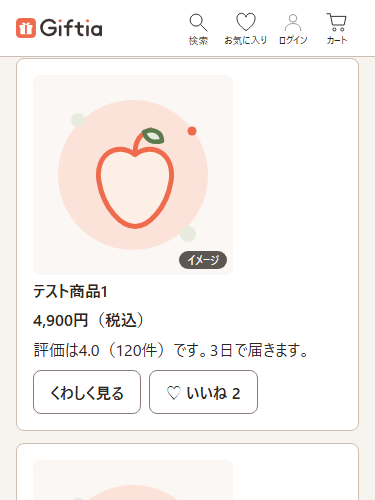 Giftia
検索
お気に入り
ログイン
カート
イメージ
テスト商品1
4,900円（税込）
評価は4.0（120件）です。3日で届きます。
くわしく見る
♡ いいね 2